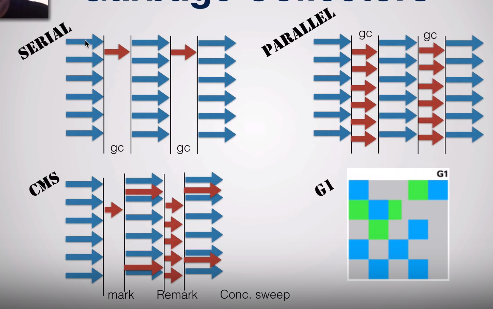 SERIAL
gc
gc
PARALLEL
gc
gc
CMS
mark
Remark
Conc. sweep
G1
G1